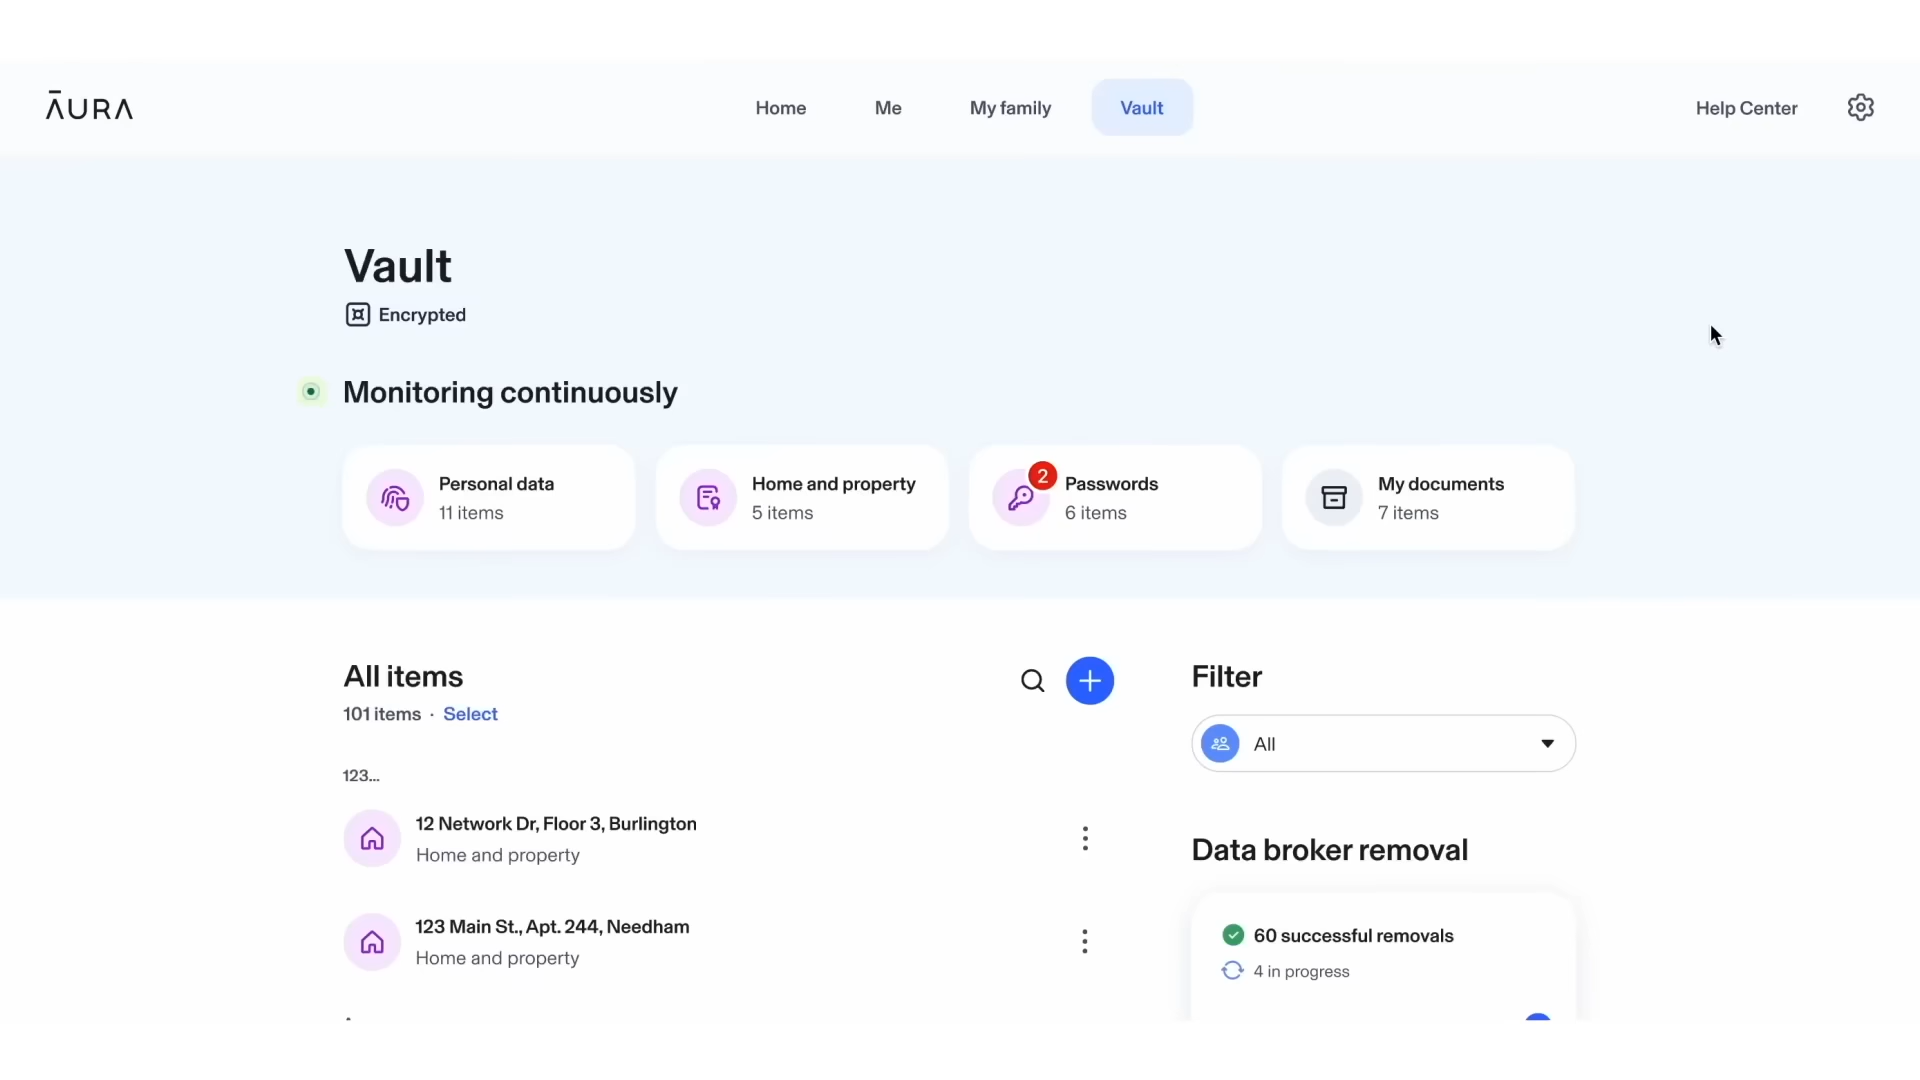 ĀURA
Home
Me
My family
Vault
Help Center
Vault
Encrypted
Monitoring continuously
Personal data
11 items
Home and property
5 items
2
Passwords
6 items
My documents
7 items
All items
101 items · Select
123...
12 Network Dr, Floor 3, Burlington
Home and property
123 Main St., Apt. 244, Needham
Home and property
Filter
All
Data broker removal
60 successful removals
4 in progress